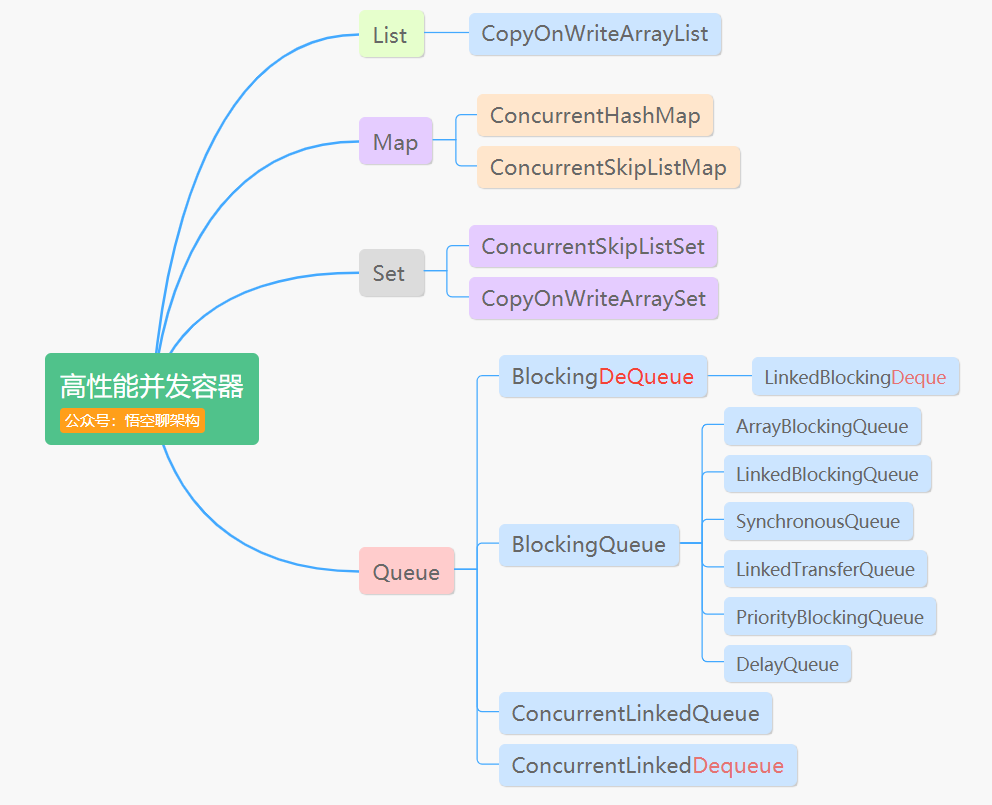 List
CopyOnWriteArrayList
Map
ConcurrentHashMap
ConcurrentSkipListMap
Set
ConcurrentSkipListSet
CopyOnWriteArraySet
高性能并发容器
公众号：悟空聊架构
Queue
BlockingDeQueue
LinkedBlockingDeque
BlockingQueue
ArrayBlockingQueue
LinkedBlockingQueue
SynchronousQueue
LinkedTransferQueue
PriorityBlockingQueue
DelayQueue
ConcurrentLinkedQueue
ConcurrentLinkedDequeue